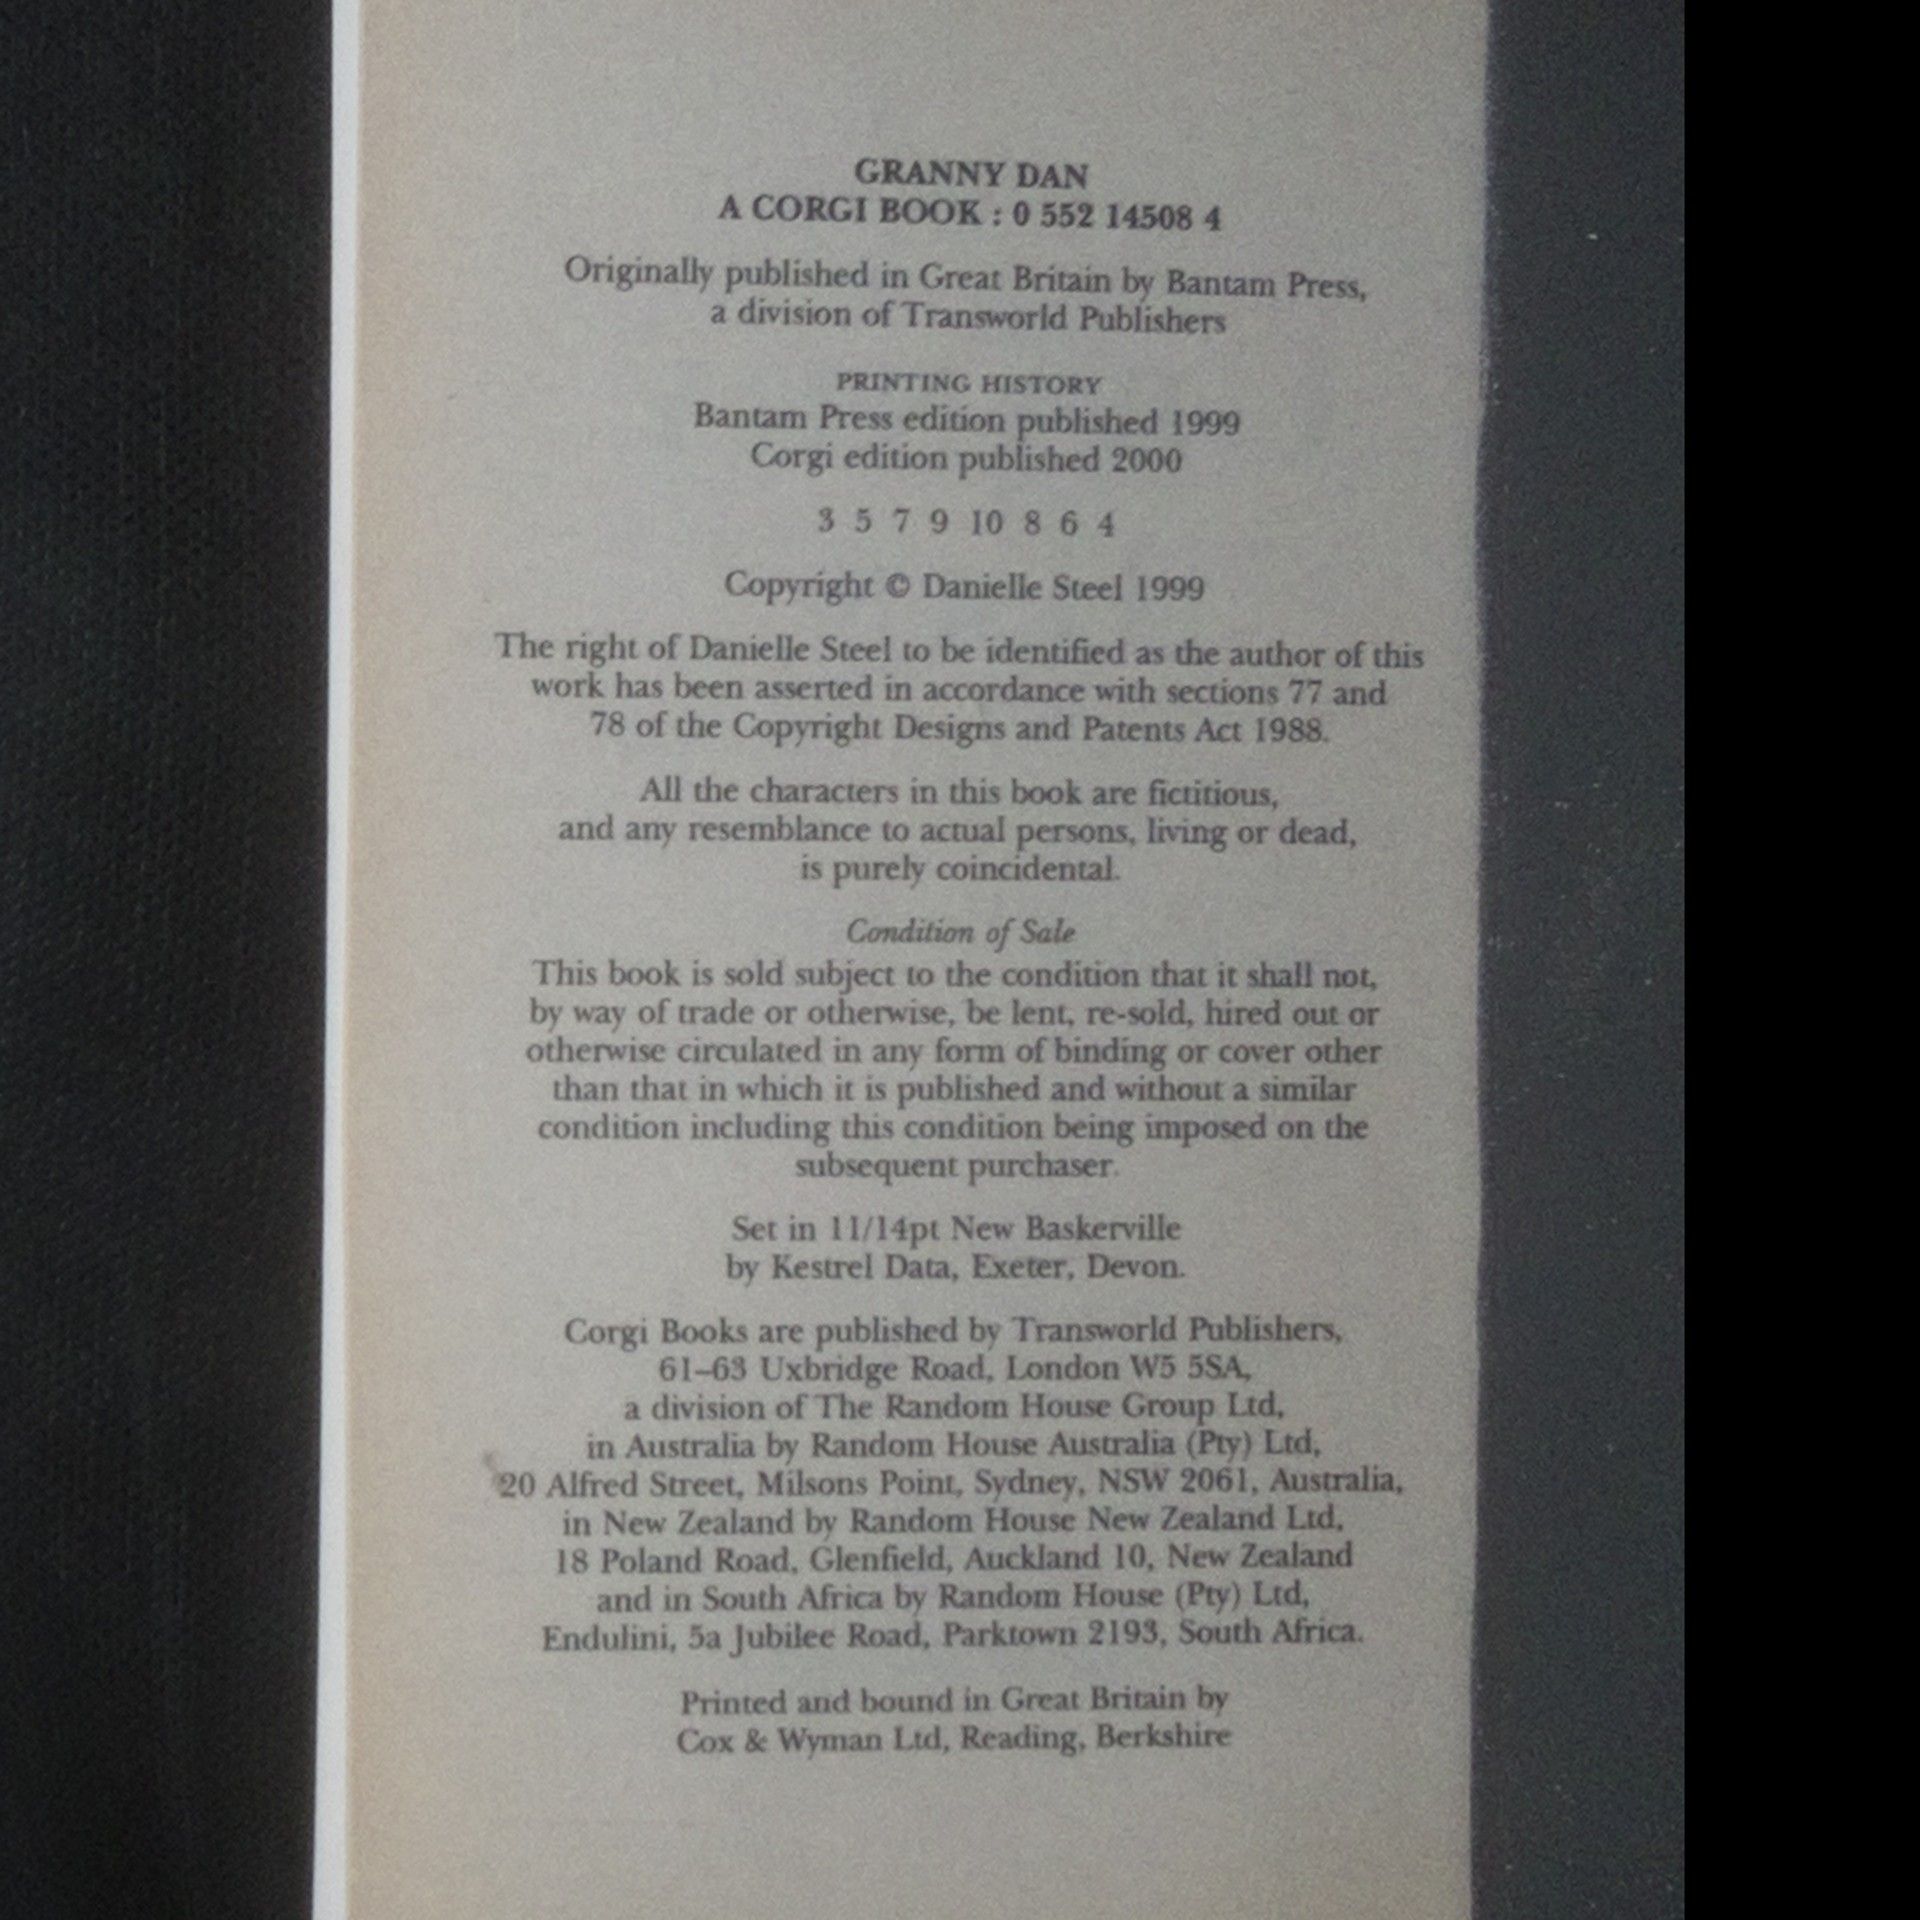 GRANNY DAN
A CORGI BOOK : 0 552 14508 4
Originally published in Great Britain by Bantam Press,
a division of Transworld Publishers
PRINTING HISTORY
Bantam Press edition published 1999
Corgi edition published 2000
3 5 7 9 10 8 6 4
Copyright © Danielle Steel 1999
The right of Danielle Steel to be identified as the author of this
work has been asserted in accordance with sections 77 and
78 of the Copyright Designs and Patents Act 1988.
All the characters in this book are fictitious,
and any resemblance to actual persons, living or dead,
is purely coincidental.
Condition of Sale
This book is sold subject to the condition that it shall not,
by way of trade or otherwise, be lent, re-sold, hired out or
otherwise circulated in any form of binding or cover other
than that in which it is published and without a similar
condition including this condition being imposed on the
subsequent purchaser.
Set in 11/14pt New Baskerville
by Kestrel Data, Exeter, Devon.
Corgi Books are published by Transworld Publishers,
61–63 Uxbridge Road, London W5 5SA,
a division of The Random House Group Ltd,
in Australia by Random House Australia (Pty) Ltd,
20 Alfred Street, Milsons Point, Sydney, NSW 2061, Australia,
in New Zealand by Random House New Zealand Ltd,
18 Poland Road, Glenfield, Auckland 10, New Zealand
and in South Africa by Random House (Pty) Ltd,
Endulini, 5a Jubilee Road, Parktown 2193, South Africa.
Printed and bound in Great Britain by
Cox & Wyman Ltd, Reading, Berkshire